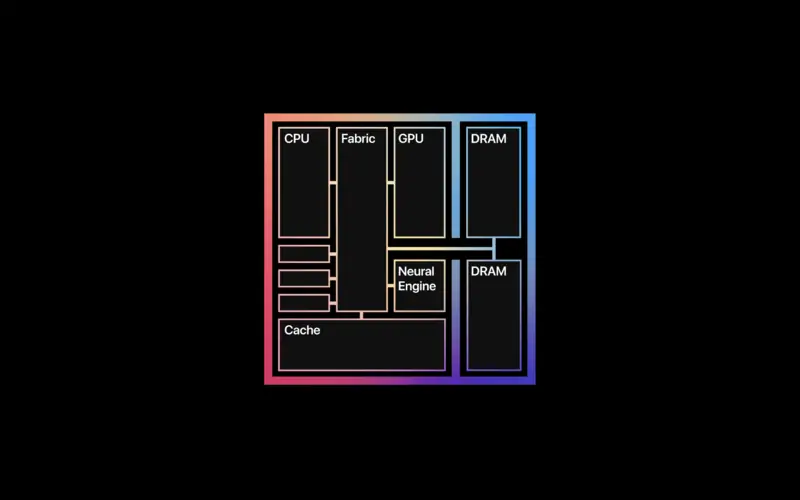 CPU
Fabric
GPU
DRAM
Neural
Engine
DRAM
Cache